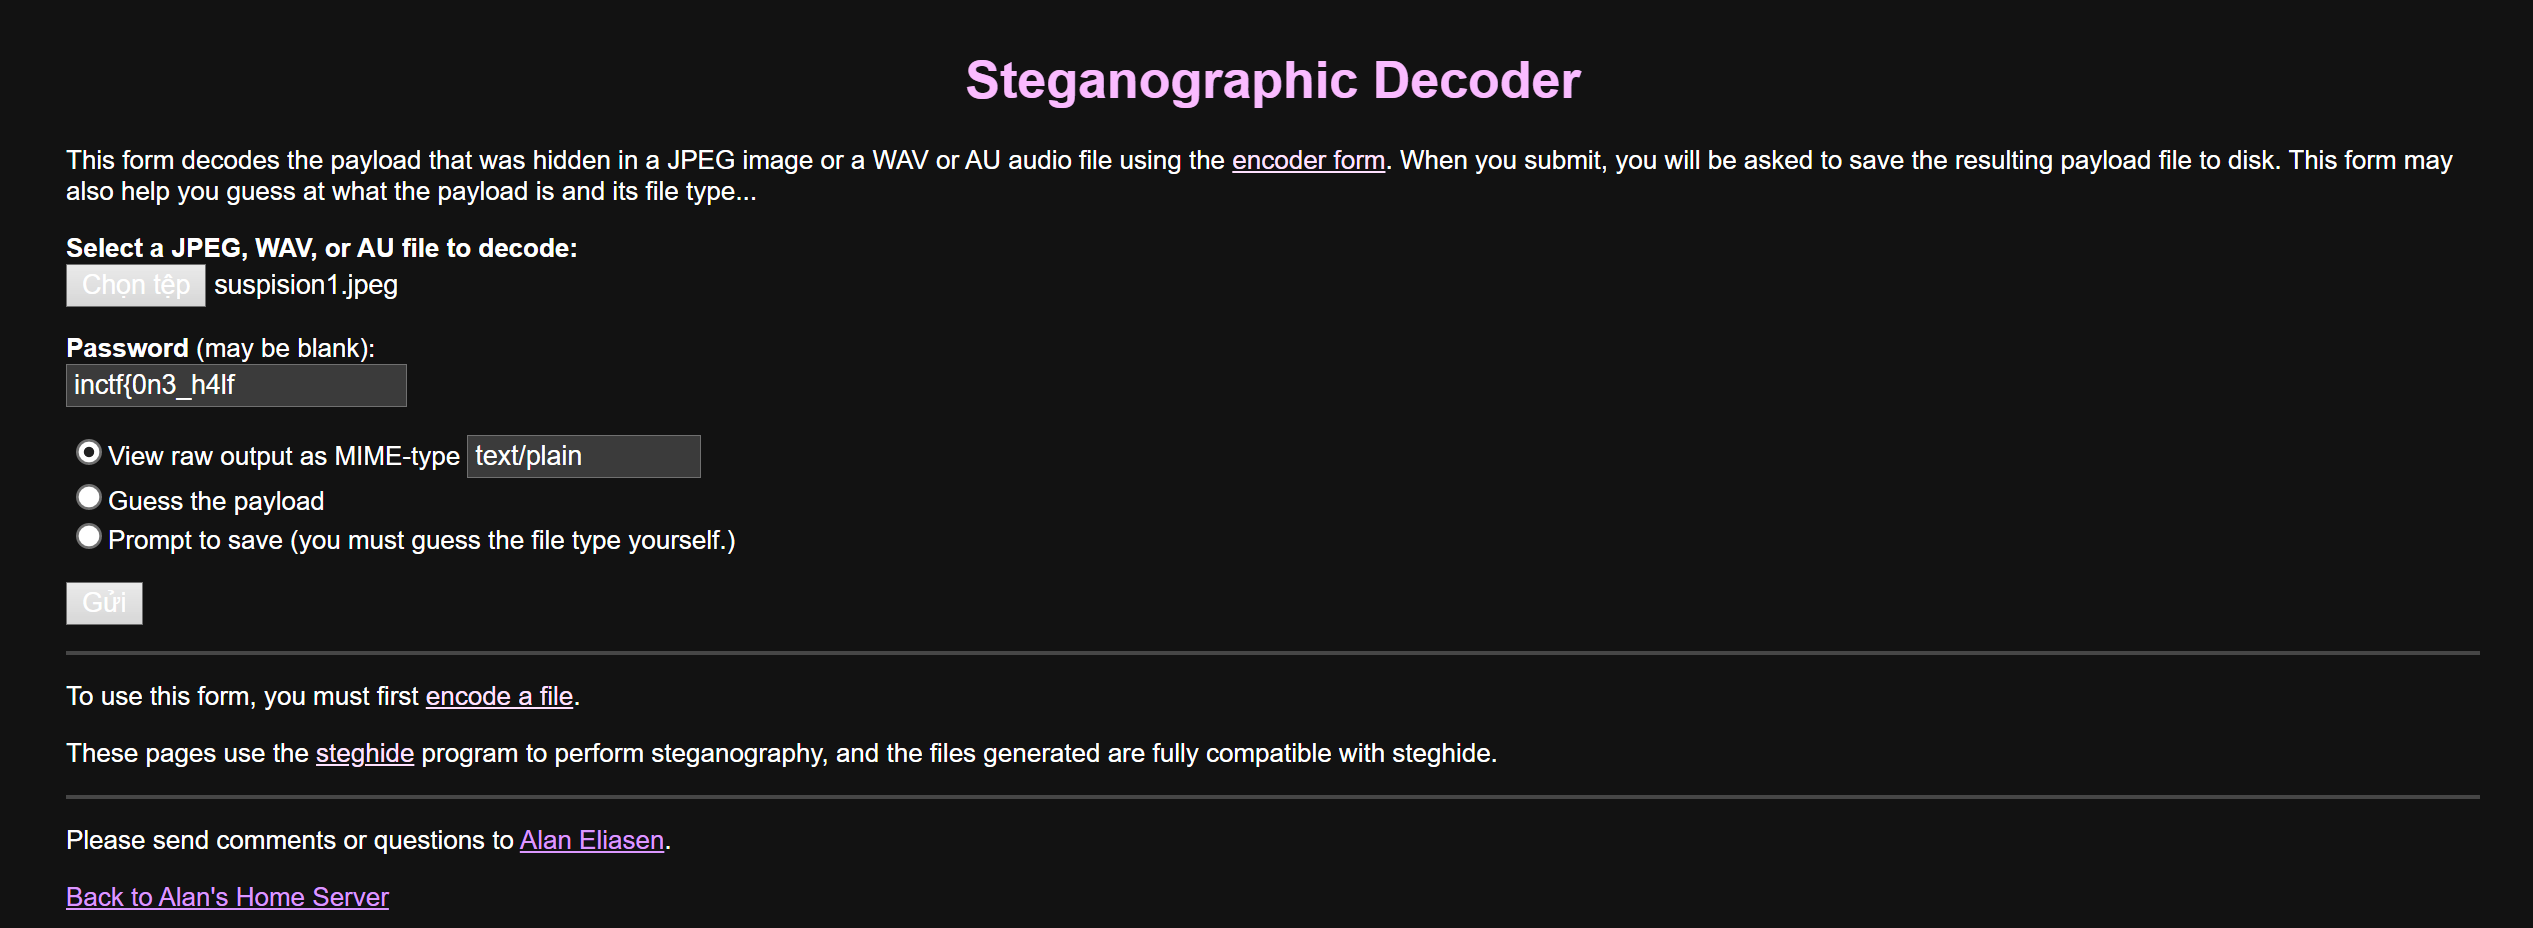 Steganographic Decoder
This form decodes the payload that was hidden in a JPEG image or a WAV or AU audio file using the encoder form. When you submit, you will be asked to save the resulting payload file to disk. This form may
also help you guess at what the payload is and its file type...
Select a JPEG, WAV, or AU file to decode:
Chọn tệp suspision1.jpeg
Password (may be blank):
inctf{0n3_h4lf
View raw output as MIME-type text/plain
Guess the payload
Prompt to save (you must guess the file type yourself.)
Gửi
To use this form, you must first encode a file.
These pages use the steghide program to perform steganography, and the files generated are fully compatible with steghide.
Please send comments or questions to Alan Eliasen.
Back to Alan's Home Server